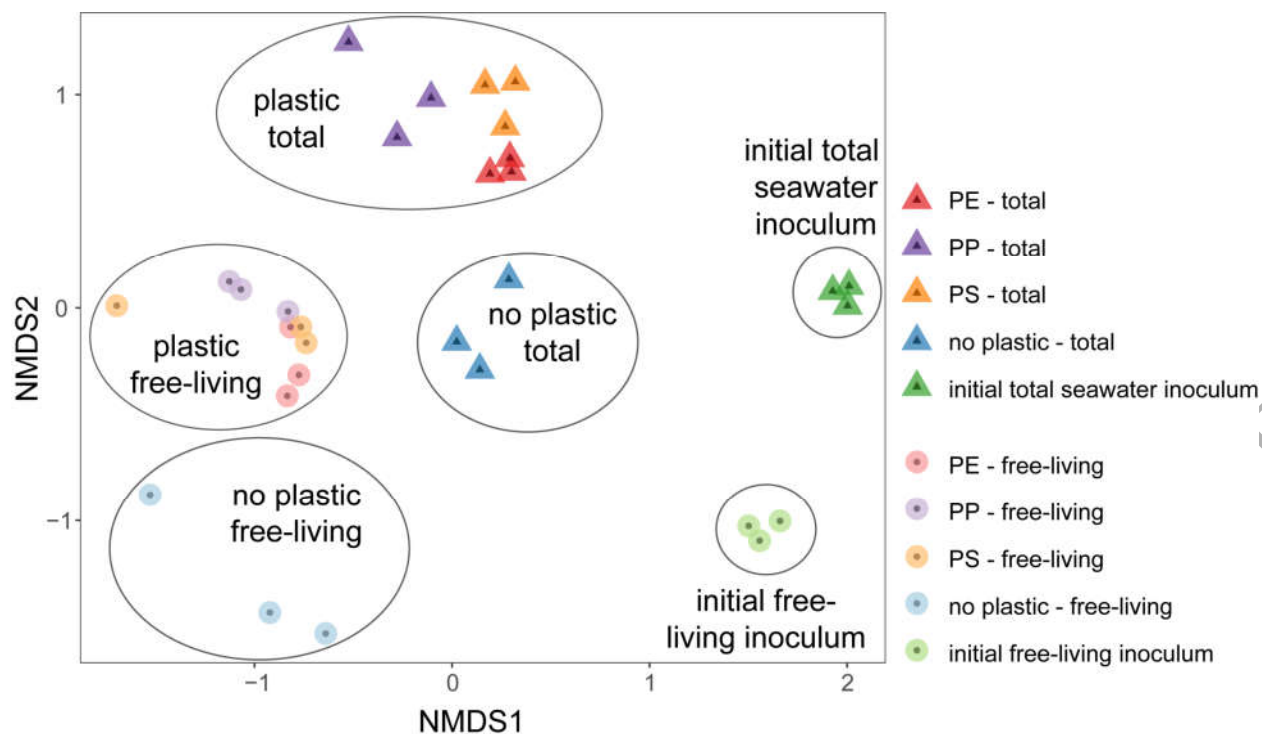 plastic
total
initial total
seawater
inoculum
no plastic
total
plastic
free-living
no plastic
free-living
initial free-
living inoculum
1
0
−1
NMDS2
−1
0
1
2
NMDS1
PE - total
PP - total
PS - total
no plastic - total
initial total seawater inoculum
PE - free-living
PP - free-living
PS - free-living
no plastic - free-living
initial free-living inoculum